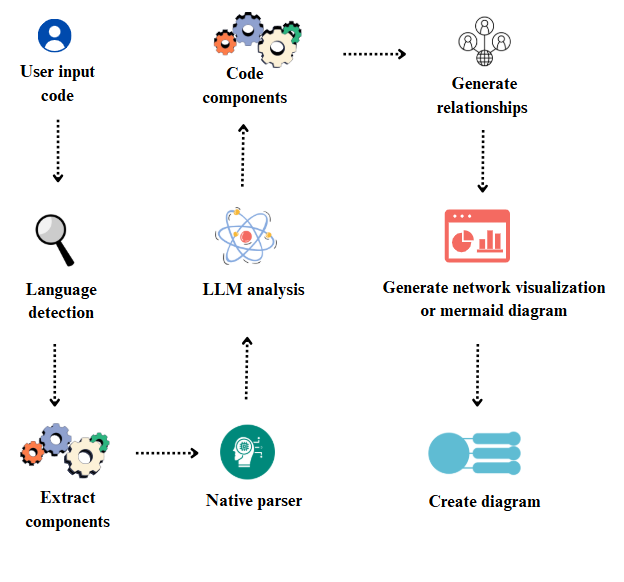 User input
code
Language
detection
Extract
components
Native parser
LLM analysis
Code
components
Generate
relationships
Generate network visualization
or mermaid diagram
Create diagram